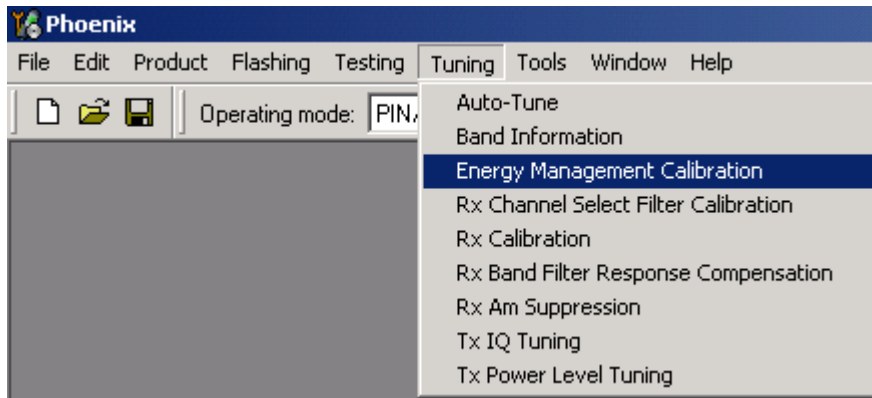 Phoenix
File Edit Product Flashing Testing Tuning Tools Window Help
Operating mode:
Auto-Tune
Band Information
Energy Management Calibration
Rx Channel Select Filter Calibration
Rx Calibration
Rx Band Filter Response Compensation
Rx Am Suppression
Tx IQ Tuning
Tx Power Level Tuning